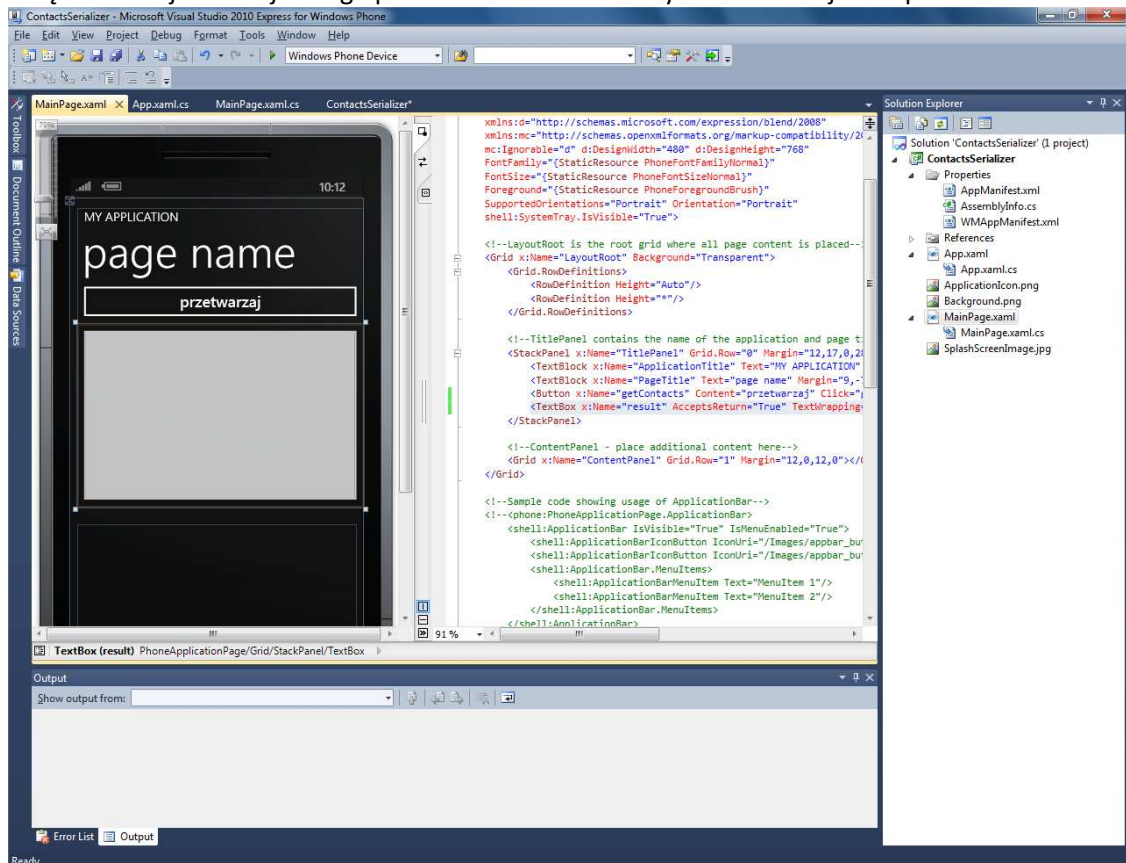 ContactsSerializer - Microsoft Visual Studio 2010 Express for Windows Phone
File Edit View Project Debug Format Tools Window Help
Windows Phone Device
MainPage.xaml App.xaml.cs MainPage.xaml.cs ContactsSerializer*
Toolbox
Document Outline
Data Sources
70%
10:12
MY APPLICATION
page name
przetwarzaj
xmlns:d="http://schemas.microsoft.com/expression/blend/2008"
xmlns:mc="http://schemas.openxmlformats.org/markup-compatibility/20
mc:Ignorable="d" d:DesignWidth="480" d:DesignHeight="768"
FontFamily="{StaticResource PhoneFontFamilyNormal}"
FontSize="{StaticResource PhoneFontSizeNormal}"
Foreground="{StaticResource PhoneForegroundBrush}"
SupportedOrientations="Portrait" Orientation="Portrait"
shell:SystemTray.IsVisible="True">
<!--LayoutRoot is the root grid where all page content is placed--
<Grid x:Name="LayoutRoot" Background="Transparent">
<Grid.RowDefinitions>
<RowDefinition Height="Auto"/>
<RowDefinition Height="*"/>
</Grid.RowDefinitions>
<!--TitlePanel contains the name of the application and page t
<StackPanel x:Name="TitlePanel" Grid.Row="0" Margin="12,17,0,28
<TextBlock x:Name="ApplicationTitle" Text="MY APPLICATION"
<TextBlock x:Name="PageTitle" Text="page name" Margin="9,-
<Button x:Name="getContacts" Content="przetwarzaj" Click="
<TextBox x:Name="result" AcceptsReturn="True" TextWrapping=
</StackPanel>
<!--ContentPanel - place additional content here-->
<Grid x:Name="ContentPanel" Grid.Row="1" Margin="12,0,12,0"></
</Grid>
<!--Sample code showing usage of ApplicationBar-->
<!--<phone:PhoneApplicationPage.ApplicationBar>
<shell:ApplicationBar IsVisible="True" IsMenuEnabled="True">
<shell:ApplicationBarIconButton IconUri="/Images/appbar_bu
<shell:ApplicationBarIconButton IconUri="/Images/appbar_bu
<shell:ApplicationBar.MenuItems>
<shell:ApplicationBarMenuItem Text="MenuItem 1"/>
<shell:ApplicationBarMenuItem Text="MenuItem 2"/>
</shell:ApplicationBar.MenuItems>
</shell:ApplicationBar>
91 %
TextBox (result) PhoneApplicationPage/Grid/StackPanel/TextBox
Solution Explorer
Solution 'ContactsSerializer' (1 project)
ContactsSerializer
Properties
AppManifest.xml
AssemblyInfo.cs
WMAppManifest.xml
References
App.xaml
App.xaml.cs
ApplicationIcon.png
Background.png
MainPage.xaml
MainPage.xaml.cs
SplashScreenImage.jpg
Output
Show output from:
Error List Output
Ready